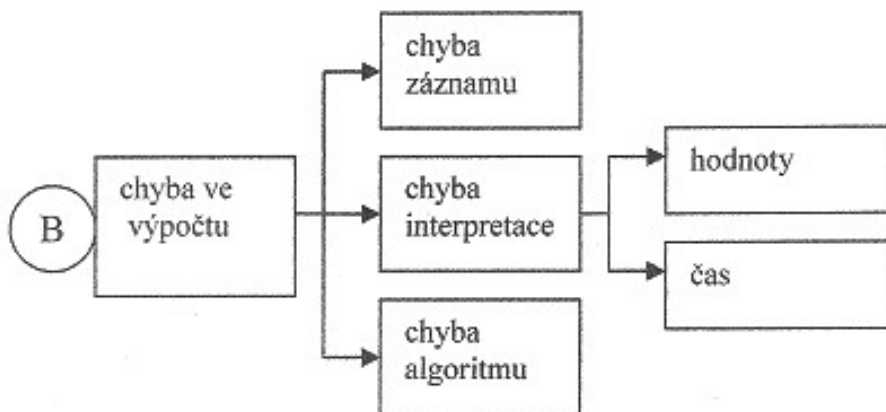 B
chyba ve
výpočtu
chyba
záznamu
chyba
interpretace
chyba
algoritmu
hodnoty
čas